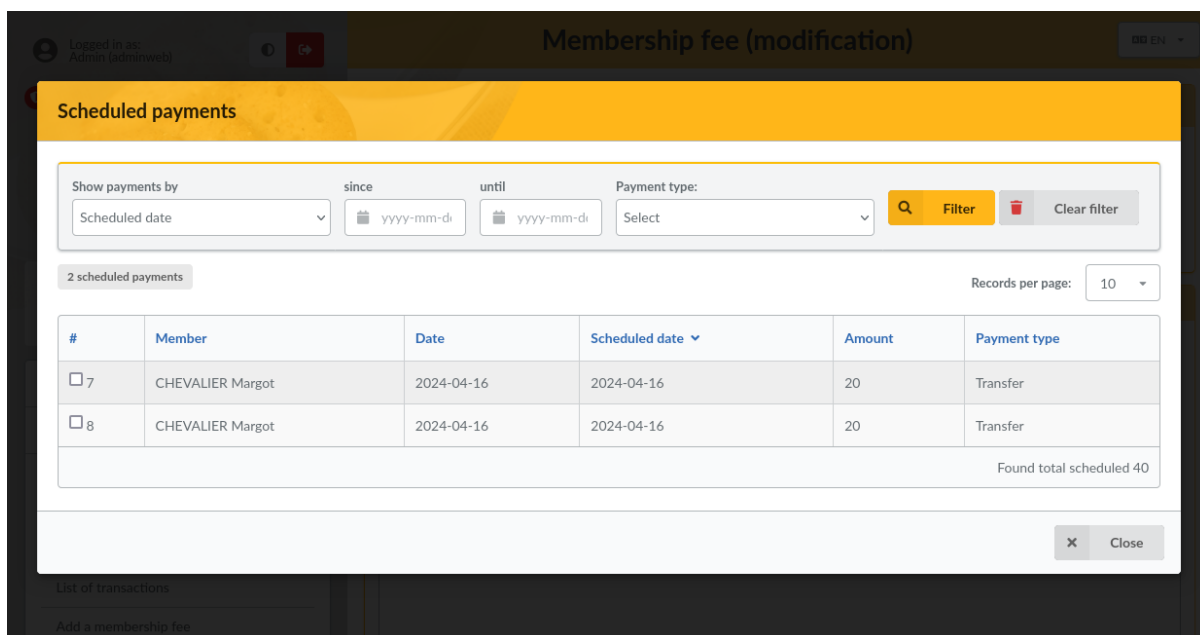 Logged in as:
Admin (adminweb)
Membership fee (modification)
EN
Scheduled payments
Show payments by
since
until
Payment type:
Scheduled date
yyyy-mm-d
yyyy-mm-d
Select
Filter
Clear filter
2 scheduled payments
Records per page:
10
# Member Date Scheduled date Amount Payment type
7 CHEVALIER Margot 2024-04-16 2024-04-16 20 Transfer
8 CHEVALIER Margot 2024-04-16 2024-04-16 20 Transfer
Found total scheduled 40
Close
List of transactions
Add a membership fee